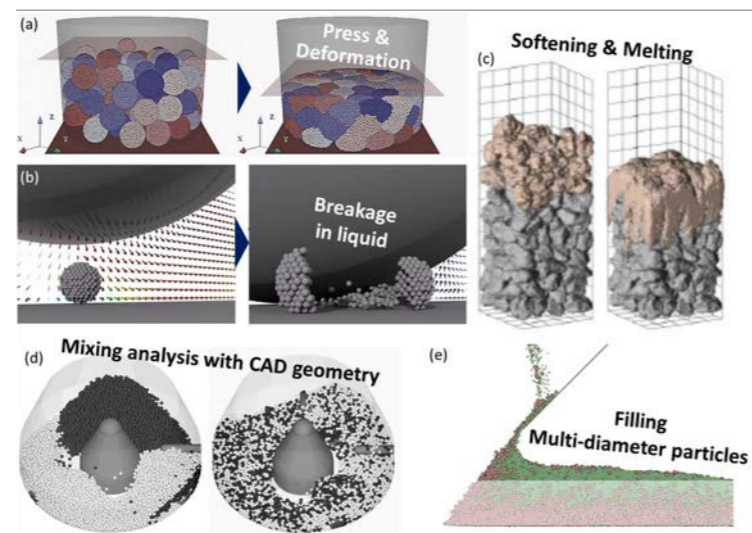 (a)
Press &
Deformation
Z
X
Y
Z
X
Y
(b)
Breakage
in liquid
(c)
Softening & Melting
(d)
Mixing analysis with CAD geometry
(e)
Filling
Multi-diameter particles